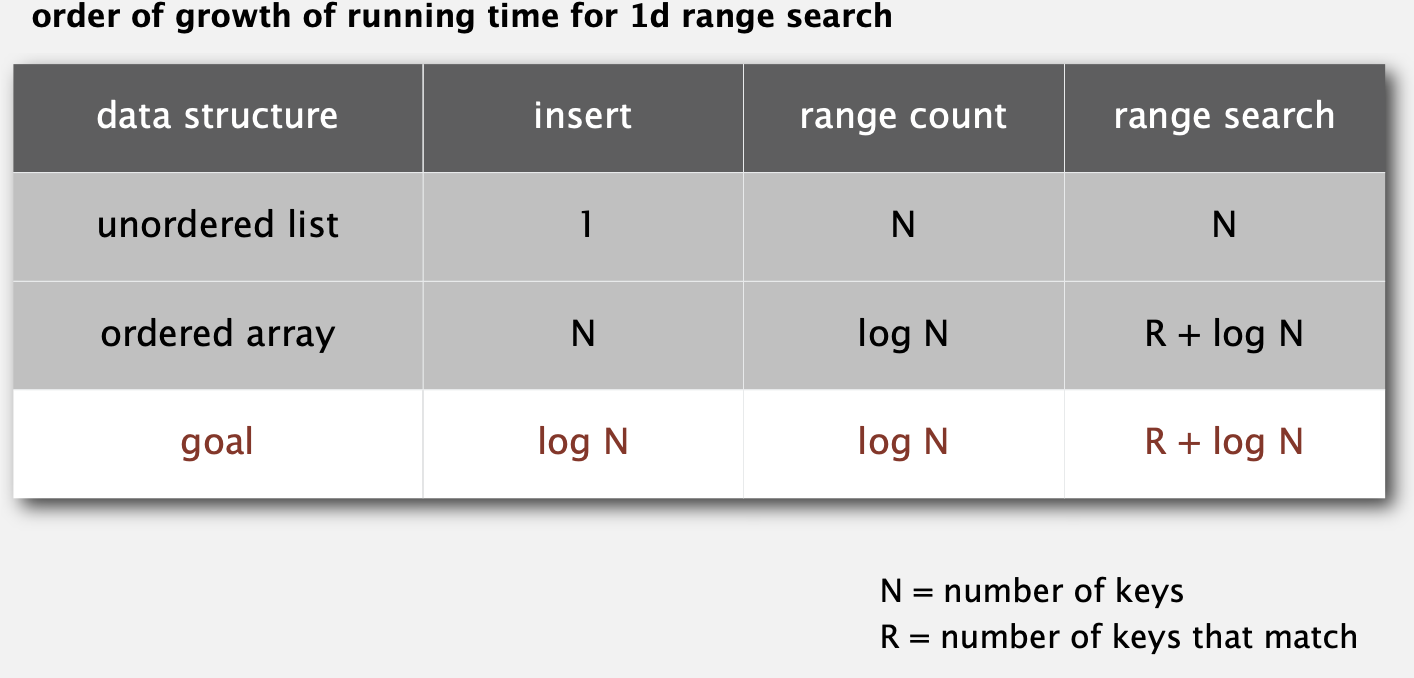 order of growth of running time for 1d range search
data structure insert range count range search
unordered list 1 N N
ordered array N log N R + log N
goal log N log N R + log N
N = number of keys
R = number of keys that match